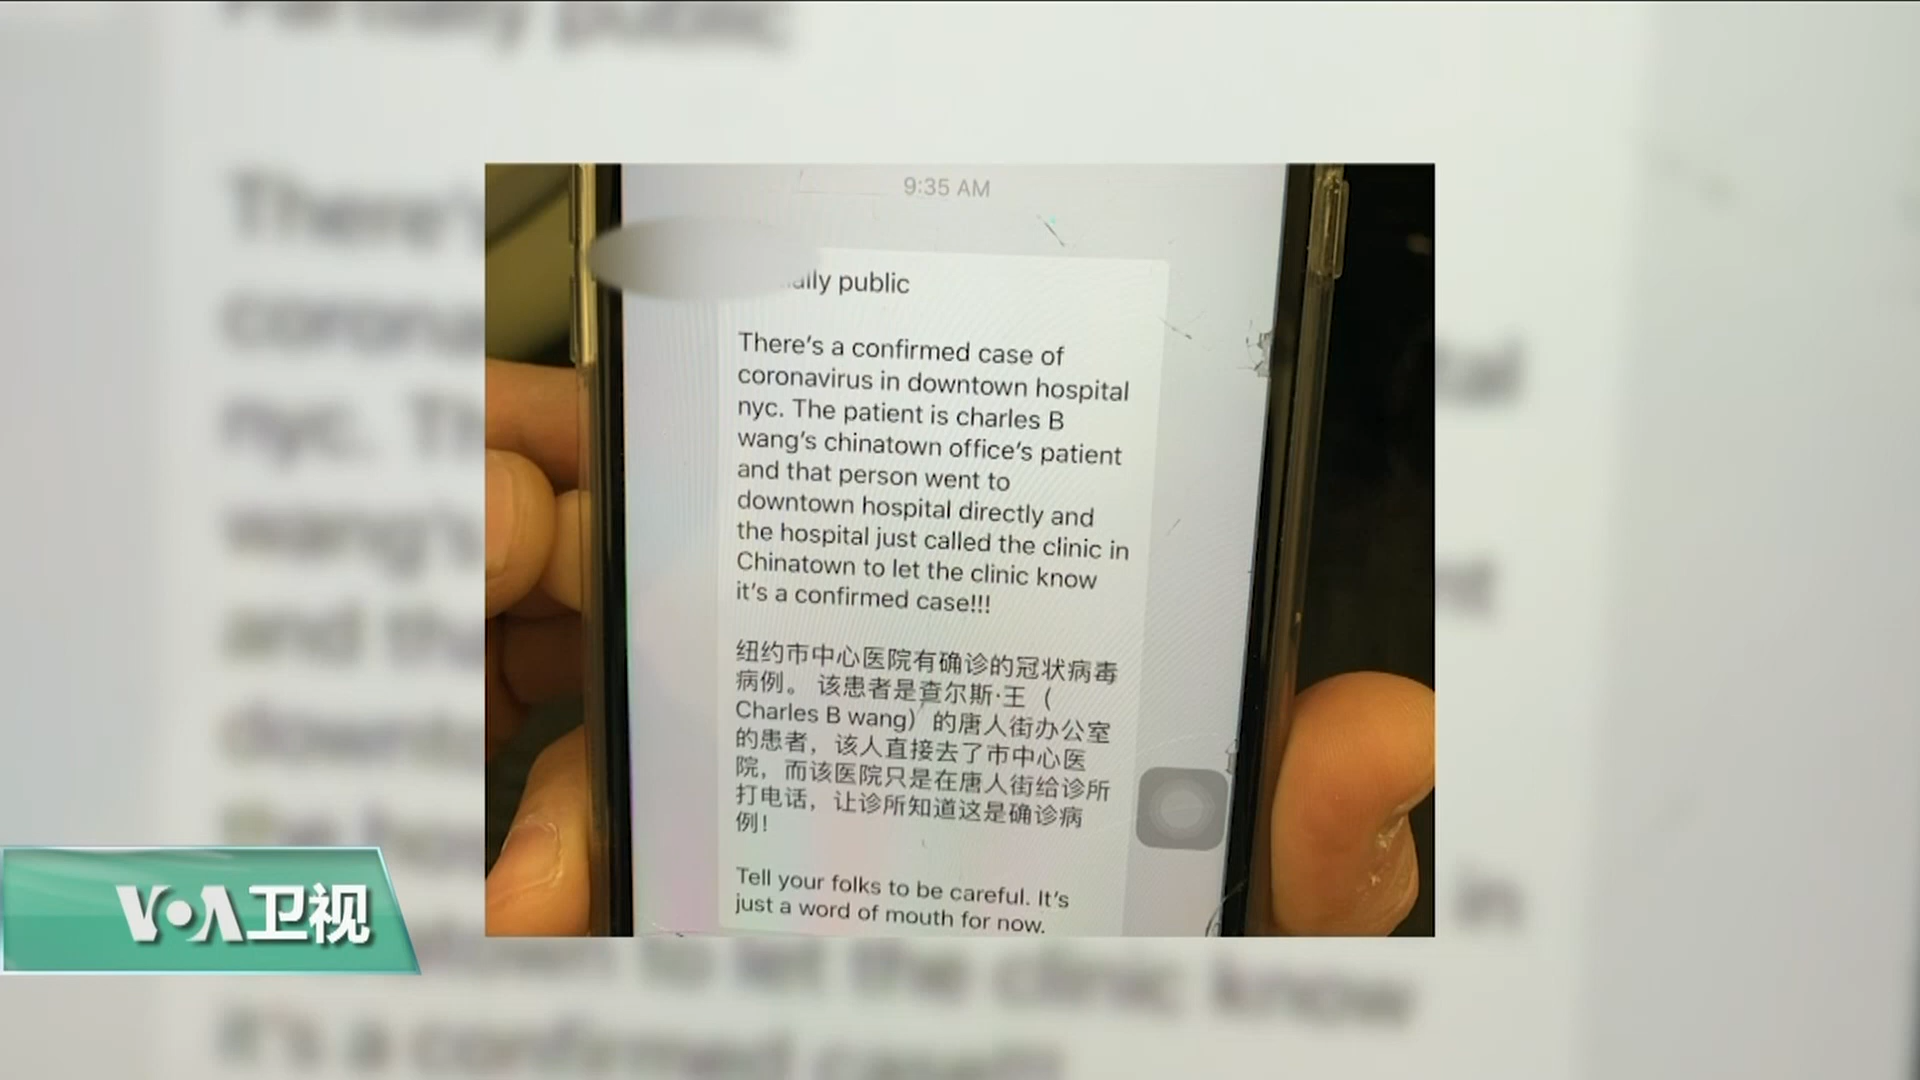 9:35 AM
public
There's a confirmed case of
coronavirus in downtown hospital
nyc. The patient is charles B
wang's chinatown office's patient
and that person went to
downtown hospital directly and
the hospital just called the clinic in
Chinatown to let the clinic know
it's a confirmed case!!!
纽约市中心医院有确诊的冠状病毒
病例。 该患者是查尔斯·王 （
Charles B wang）的唐人街办公室
的患者，该人直接去了市中心医
院，而该医院只是在唐人街给诊所
打电话，让诊所知道这是确诊病
例！
Tell your folks to be careful. It's
just a word of mouth for now.
VOA卫视